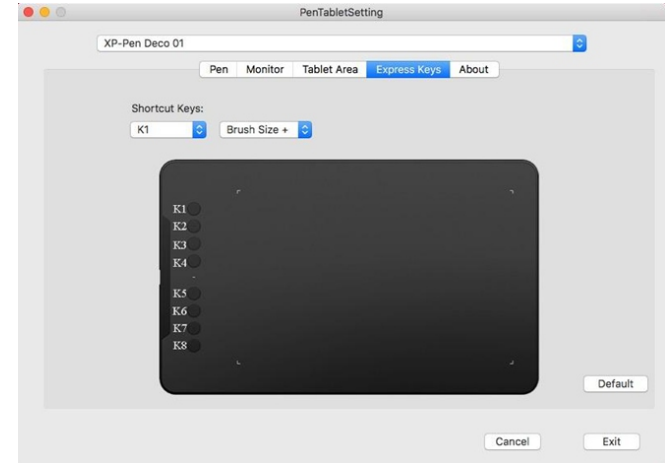 PenTabletSetting
XP-Pen Deco 01
Pen Monitor Tablet Area Express Keys About
Shortcut Keys:
K1 Brush Size +
K1
K2
K3
K4
K5
K6
K7
K8
Default
Cancel Exit